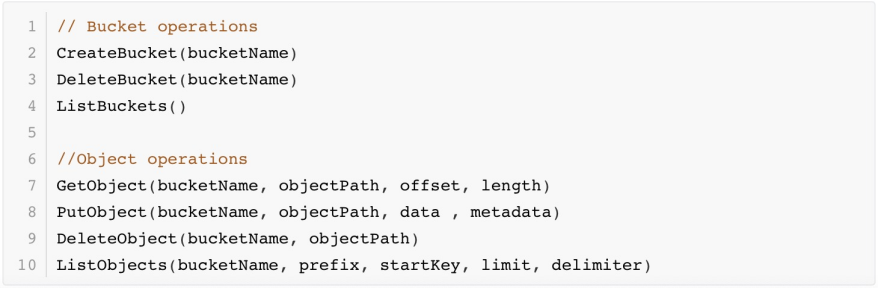 1 // Bucket operations
2 CreateBucket(bucketName)
3 DeleteBucket(bucketName)
4 ListBuckets()
5
6 //Object operations
7 GetObject(bucketName, objectPath, offset, length)
8 PutObject(bucketName, objectPath, data , metadata)
9 DeleteObject(bucketName, objectPath)
10 ListObjects(bucketName, prefix, startKey, limit, delimiter)